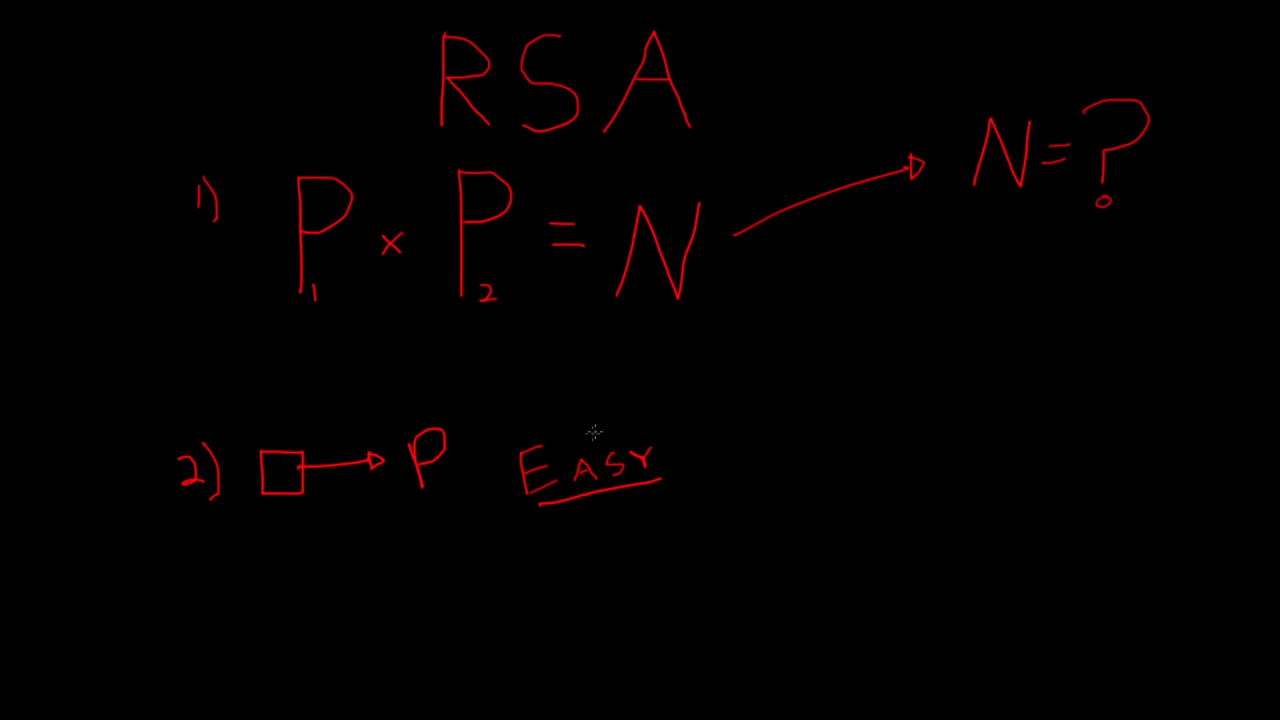 RSA
1) P₁ × P₂ = N → N = ?
2) □ → P EASY